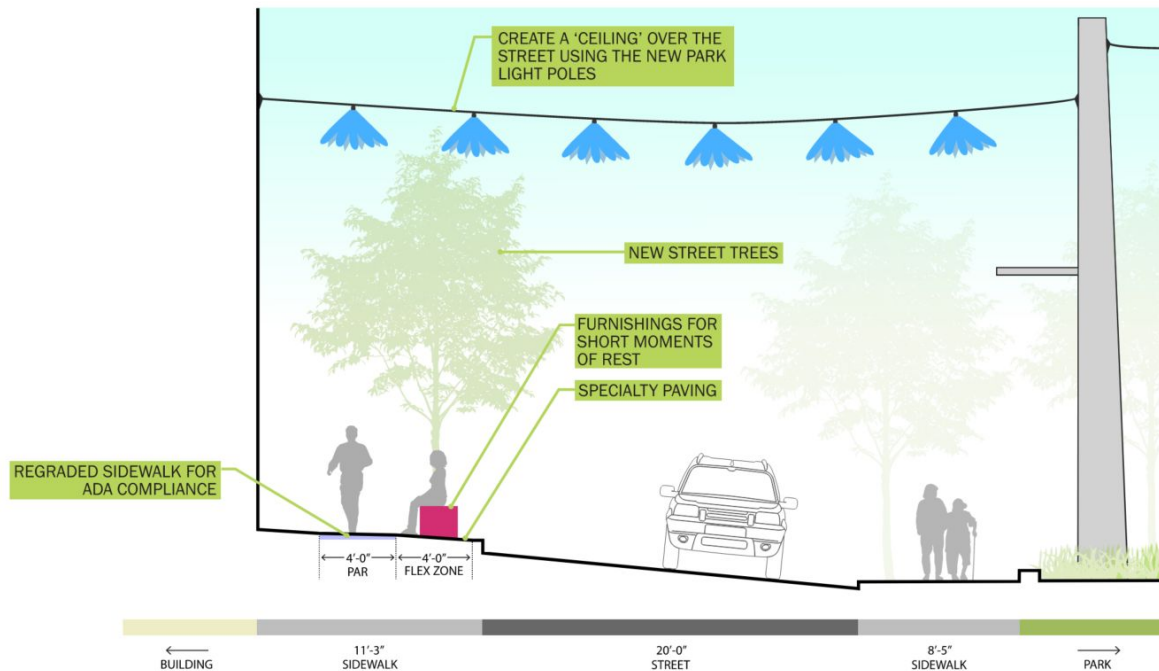 CREATE A ‘CEILING’ OVER THE
STREET USING THE NEW PARK
LIGHT POLES
NEW STREET TREES
FURNISHINGS FOR
SHORT MOMENTS
OF REST
SPECIALTY PAVING
REGRADED SIDEWALK FOR
ADA COMPLIANCE
4’-0”
PAR
4’-0”
FLEX ZONE
BUILDING
11’-3”
SIDEWALK
20’-0”
STREET
8’-5”
SIDEWALK
PARK